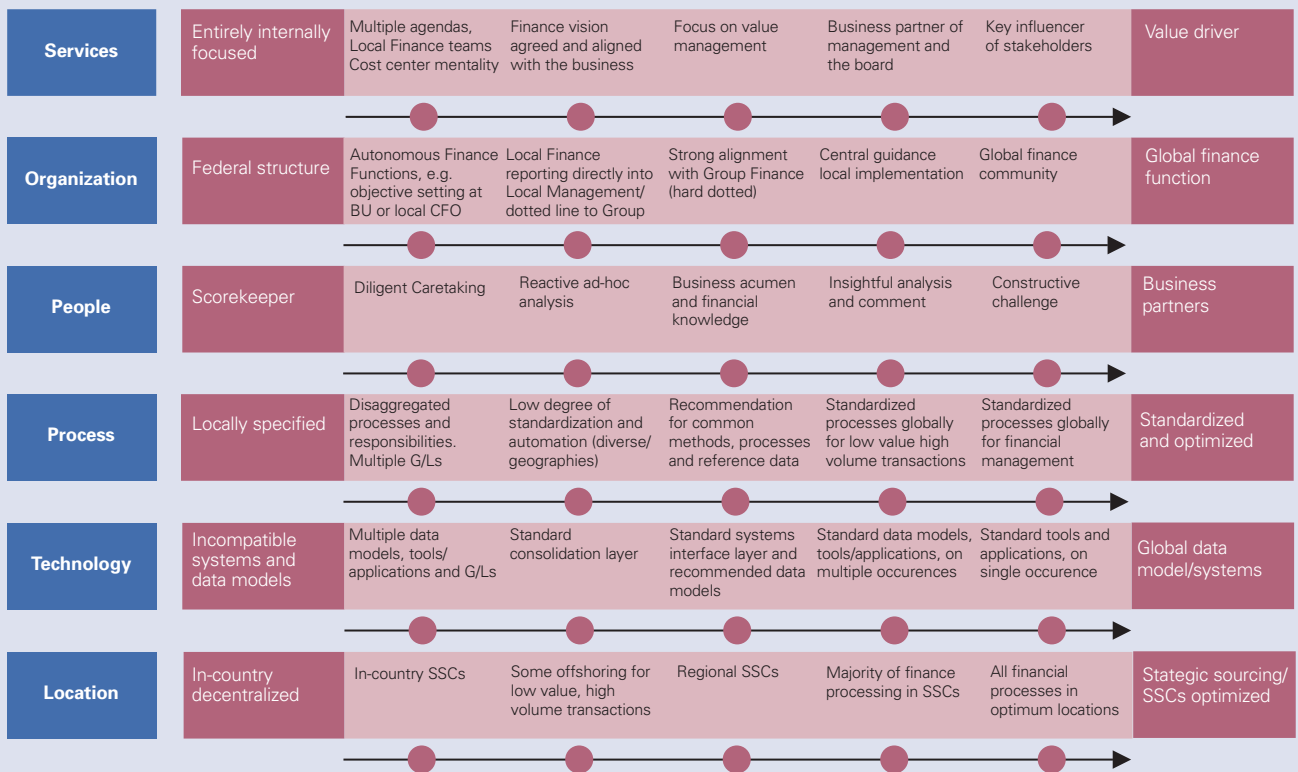 Services
Entirely internally
focused
Multiple agendas,
Local Finance teams
Cost center mentality
Finance vision
agreed and aligned
with the business
Focus on value
management
Business partner of
management and
the board
Key influencer
of stakeholders
Value driver
Organization
Federal structure
Autonomous Finance
Functions, e.g.
objective setting at
BU or local CFO
Local Finance
reporting directly into
Local Management/
dotted line to Group
Strong alignment
with Group Finance
(hard dotted)
Central guidance
local implementation
Global finance
community
Global finance
function
People
Scorekeeper
Diligent Caretaking
Reactive ad-hoc
analysis
Business acumen
and financial
knowledge
Insightful analysis
and comment
Constructive
challenge
Business
partners
Process
Locally specified
Disaggregated
processes and
responsibilities.
Multiple G/Ls
Low degree of
standardization and
automation (diverse/
geographies)
Recommendation
for common
methods, processes
and reference data
Standardized
processes globally
for low value high
volume transactions
Standardized
processes globally
for financial
management
Standardized
and optimized
Technology
Incompatible
systems and
data models
Multiple data
models, tools/
applications and G/Ls
Standard
consolidation layer
Standard systems
interface layer and
recommended data
models
Standard data models,
tools/applications, on
multiple occurences
Standard tools and
applications, on
single occurence
Global data
model/systems
Location
In-country
decentralized
In-country SSCs
Some offshoring for
low value, high
volume transactions
Regional SSCs
Majority of finance
processing in SSCs
All financial
processes in
optimum locations
Stategic sourcing/
SSCs optimized